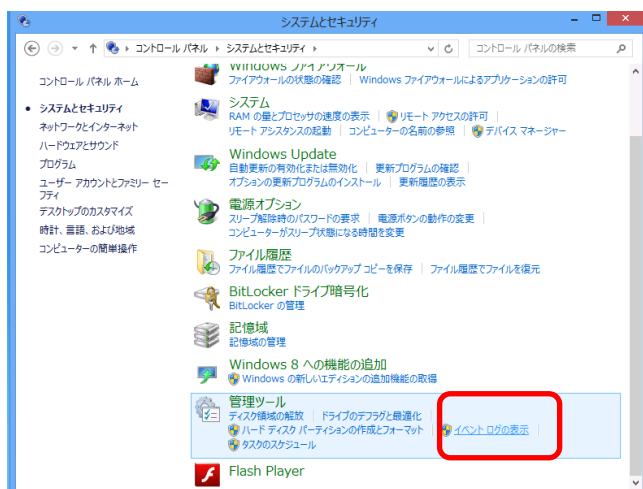 システムとセキュリティ
コントロール パネル ▸ システムとセキュリティ ▸
コントロール パネルの検索
コントロール パネル ホーム
システムとセキュリティ
ネットワークとインターネット
ハードウェアとサウンド
プログラム
ユーザー アカウントとファミリー セー
フティ
デスクトップのカスタマイズ
時計、言語、および地域
コンピューターの簡単操作
Windows ファイアウォール
ファイアウォールの状態の確認 | Windows ファイアウォールによるアプリケーションの許可
システム
RAM の量とプロセッサの速度の表示 | リモート アクセスの許可 |
リモート アシスタンスの起動 | コンピューターの名前の参照 | デバイス マネージャー
Windows Update
自動更新の有効化または無効化 | 更新プログラムの確認 |
オプションの更新プログラムのインストール | 更新履歴の表示
電源オプション
スリープ解除時のパスワードの要求 | 電源ボタンの動作の変更 |
コンピューターがスリープ状態になる時間を変更
ファイル履歴
ファイル履歴でファイルのバックアップ コピーを保存 | ファイル履歴でファイルを復元
BitLocker ドライブ暗号化
BitLocker の管理
記憶域
記憶域の管理
Windows 8 への機能の追加
Windows の新しいエディションの追加機能の取得
管理ツール
ディスク領域の解放 | ドライブのデフラグと最適化 |
ハード ディスク パーティションの作成とフォーマット | イベント ログの表示 |
タスクのスケジュール
Flash Player